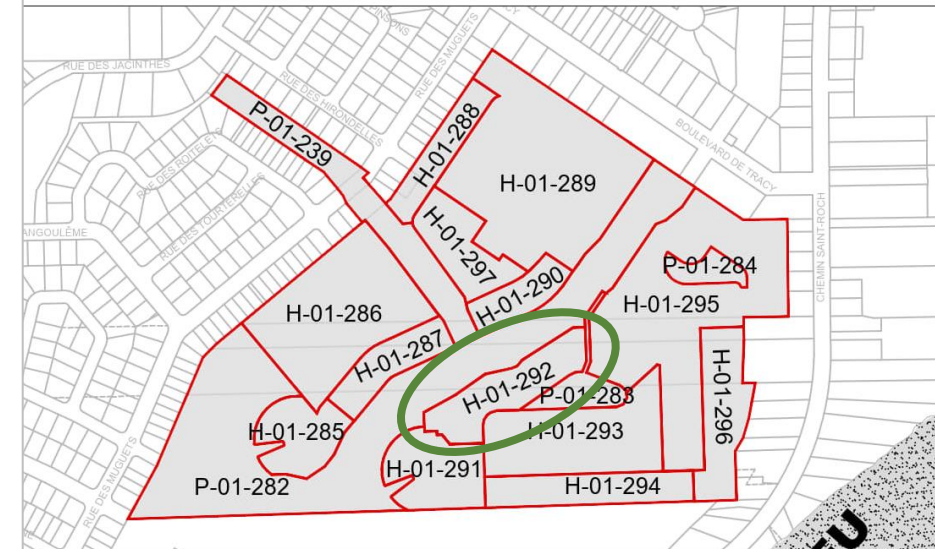 RUE DES JACINTHES
RUE DES HIRONDELLES
RUE DES MUGUETS
BOULEVARD DE TRACY
RUE DES ROITELETS
RUE DES TOURTERELLES
ANGOULÊME
CHEMIN SAINT-ROCH
RUE DES MUGUETS
P-01-239
H-01-288
H-01-289
H-01-297
H-01-290
P-01-284
H-01-295
H-01-286
H-01-287
H-01-292
P-01-283
H-01-296
H-01-285
H-01-293
H-01-291
P-01-282
H-01-294